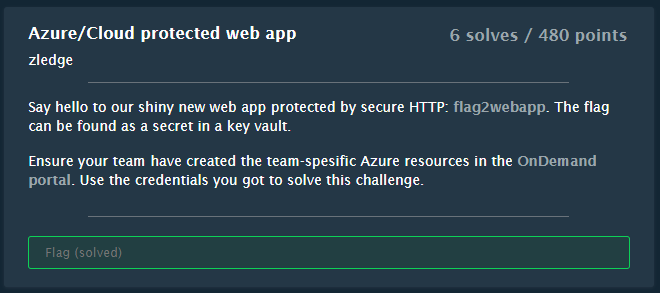 Azure/Cloud protected web app
6 solves / 480 points
zledge
Say hello to our shiny new web app protected by secure HTTP: flag2webapp. The flag
can be found as a secret in a key vault.
Ensure your team have created the team-spesific Azure resources in the OnDemand
portal. Use the credentials you got to solve this challenge.
Flag (solved)